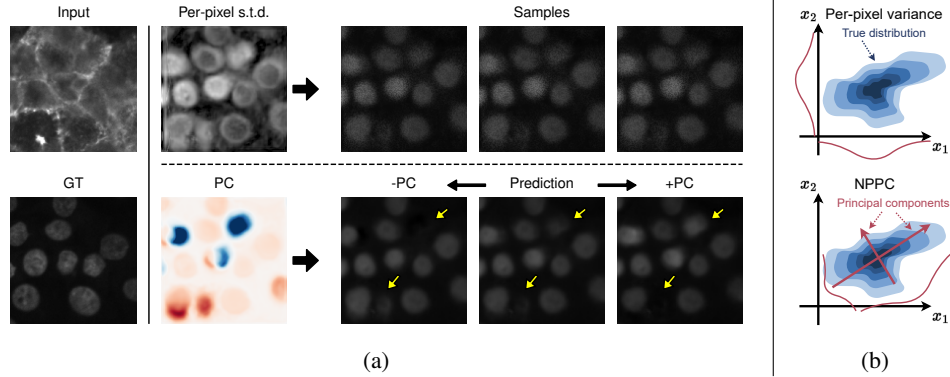 Input
Per-pixel s.t.d.
Samples
GT
PC
-PC
Prediction
+PC
(a)
x₂
Per-pixel variance
True distribution
x₁
x₂
NPPC
Principal components
x₁
(b)